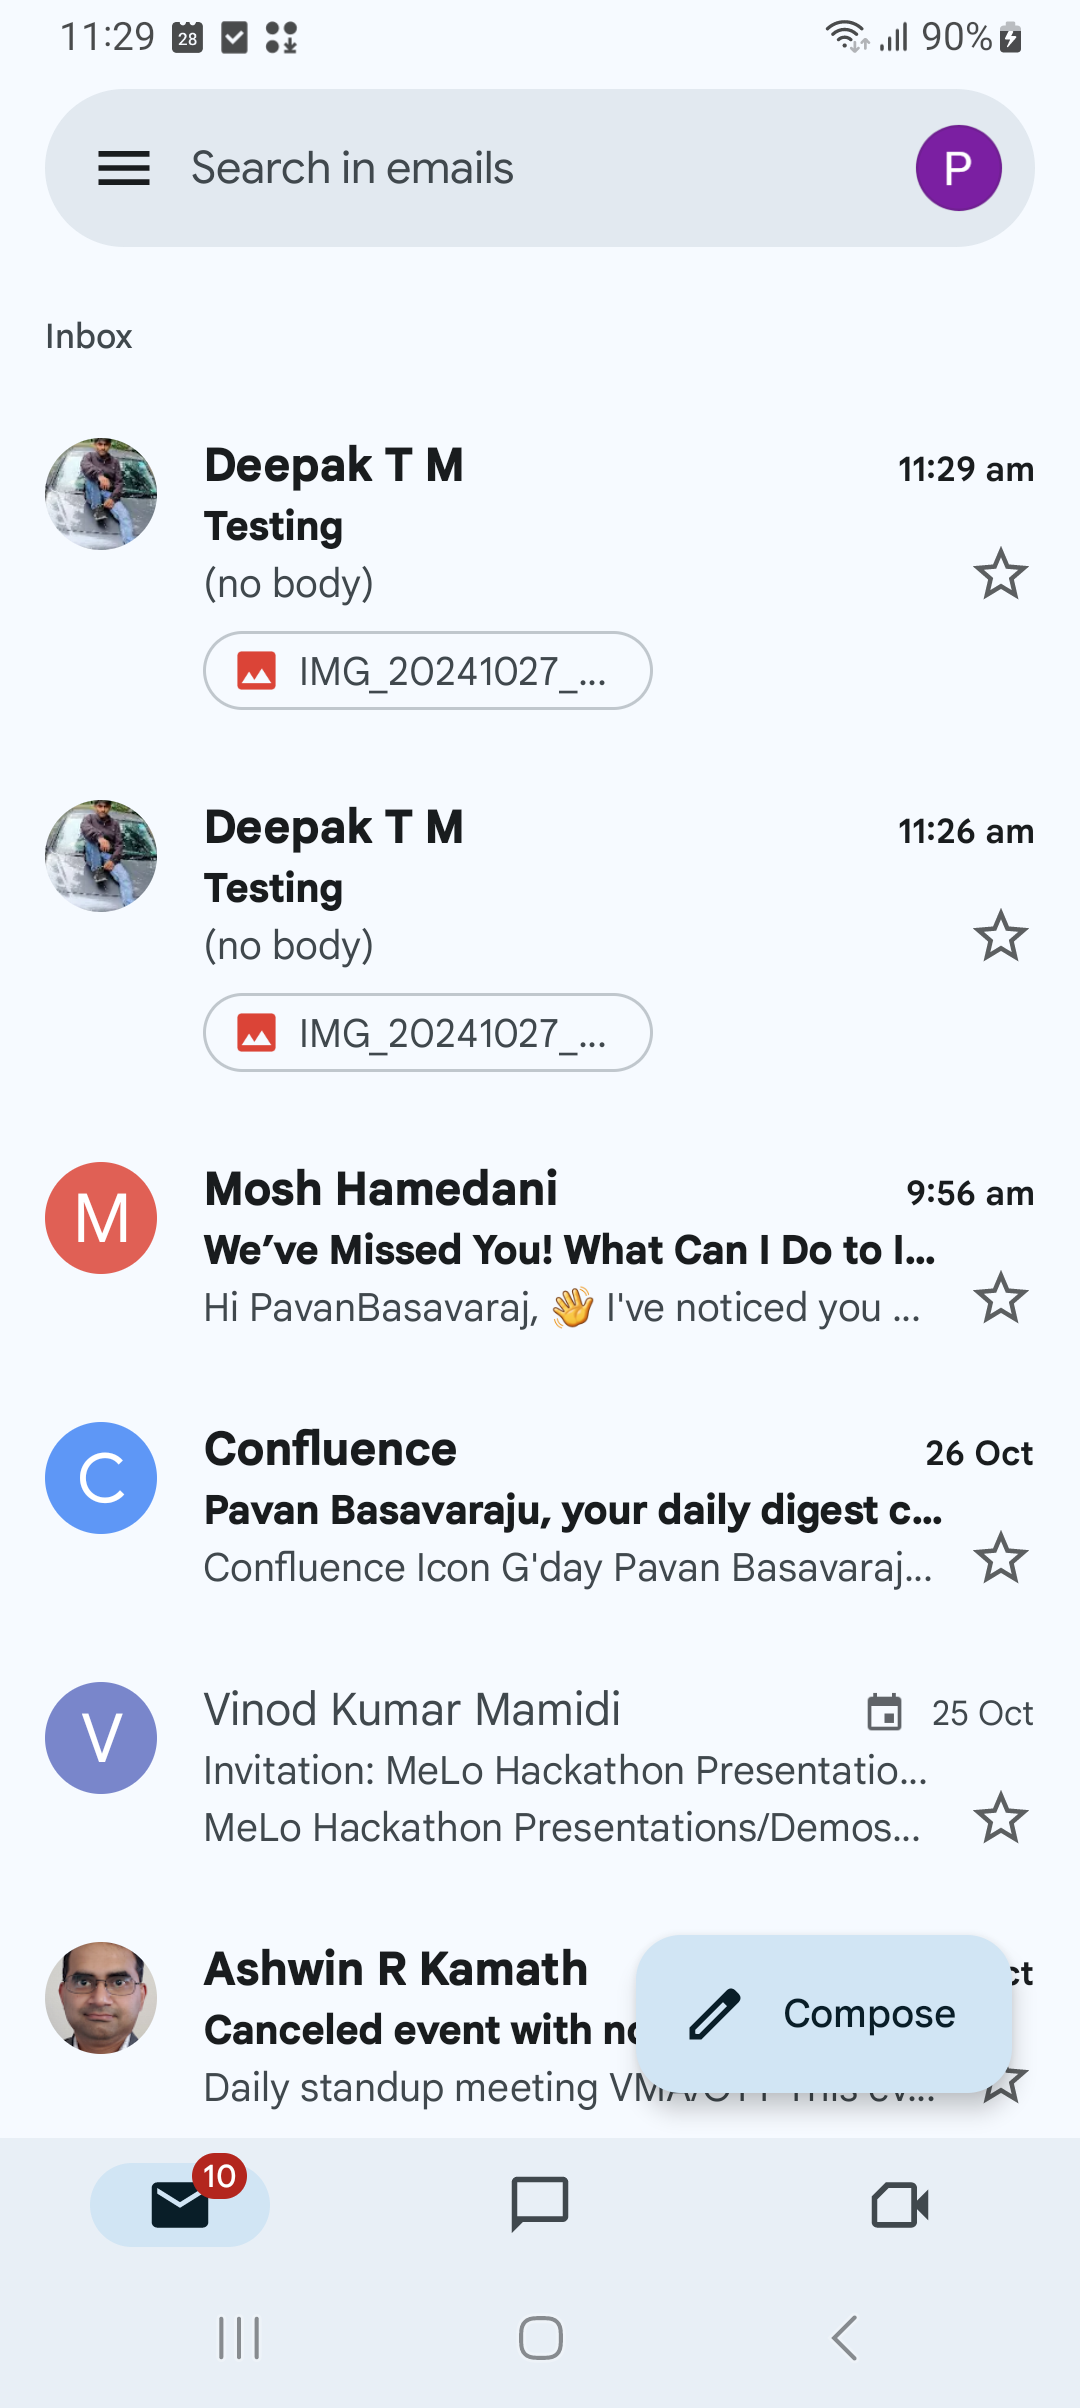 11:29 28 90%
Search in emails P
Inbox
Deepak T M 11:29 am
Testing
(no body)
IMG_20241027_...
Deepak T M 11:26 am
Testing
(no body)
IMG_20241027_...
M Mosh Hamedani 9:56 am
We’ve Missed You! What Can I Do to I...
Hi PavanBasavaraj, 👋 I've noticed you ...
C Confluence 26 Oct
Pavan Basavaraju, your daily digest c...
Confluence Icon G'day Pavan Basavaraj...
V Vinod Kumar Mamidi 25 Oct
Invitation: MeLo Hackathon Presentatio...
MeLo Hackathon Presentations/Demos...
Ashwin R Kamath
Canceled event with
Compose
Daily standup meeting
10